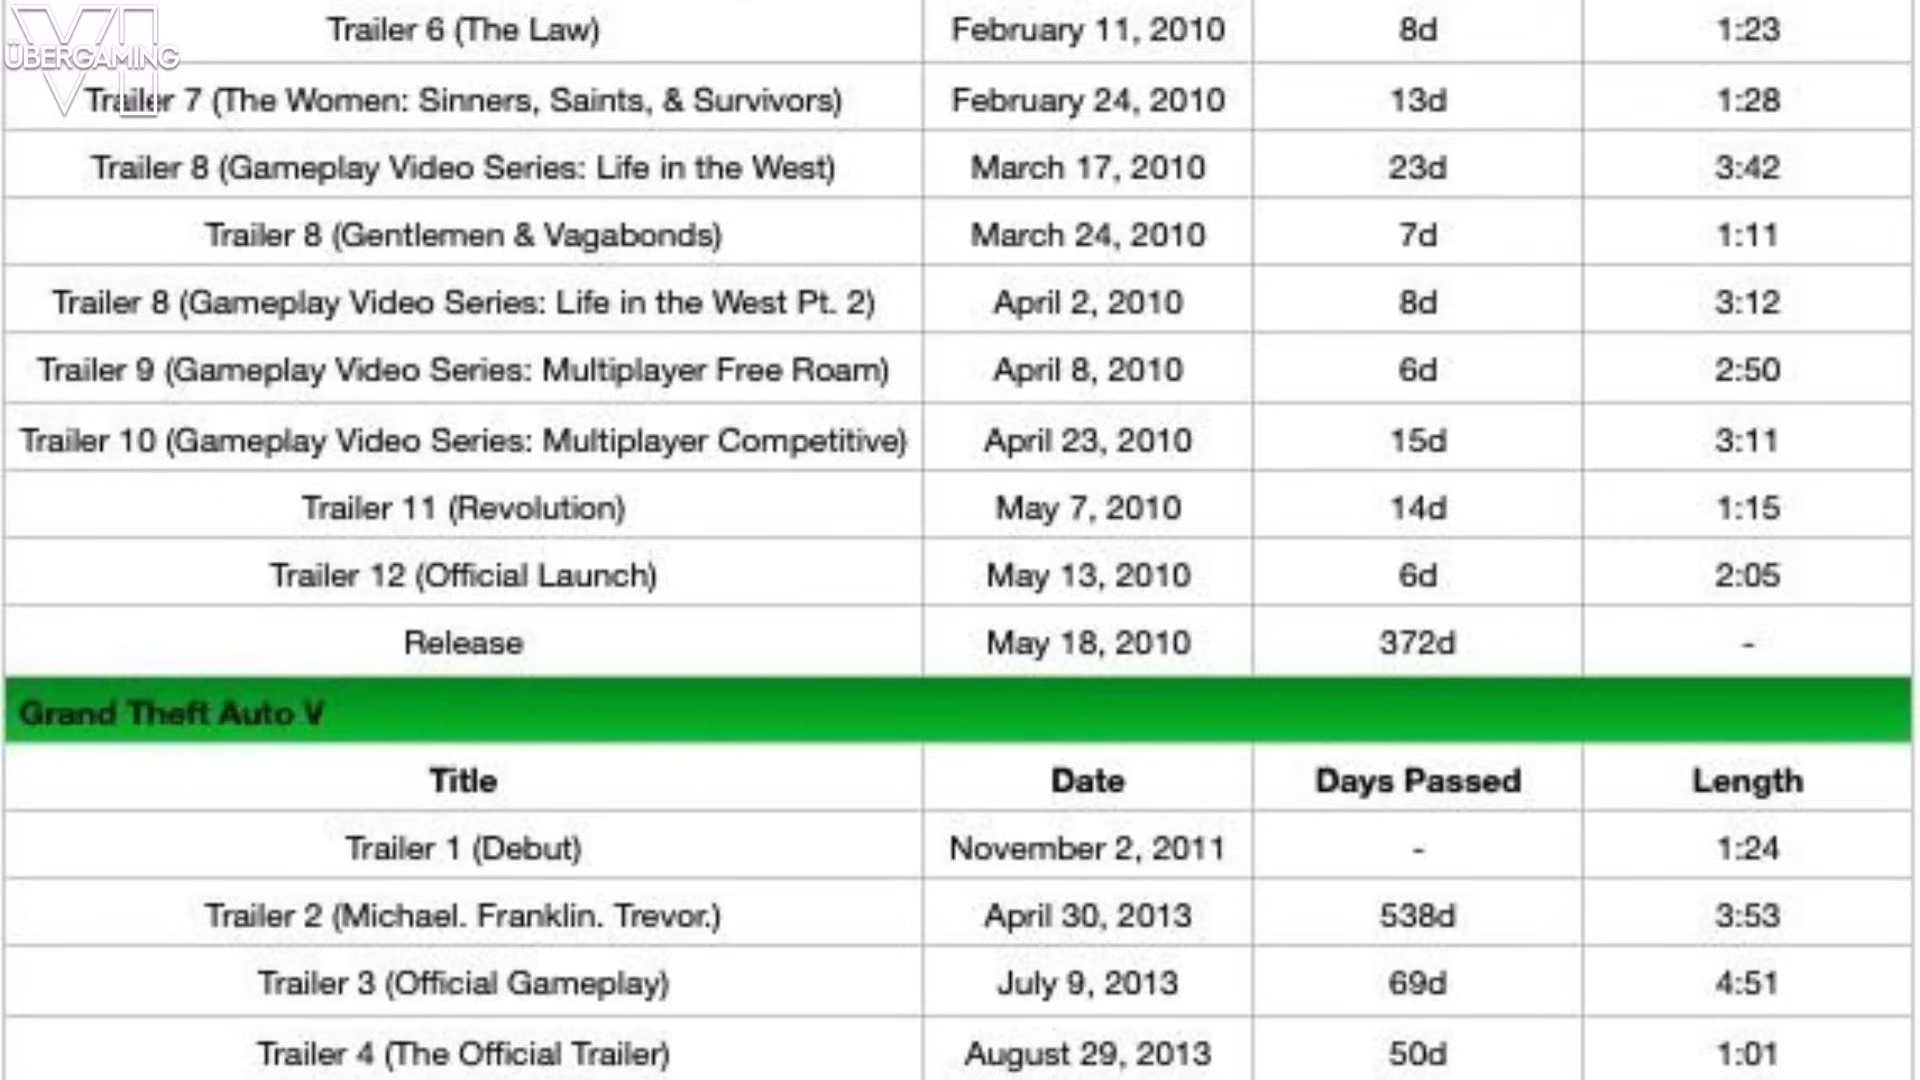 VI
ÜBERGAMING
Trailer 6 (The Law) February 11, 2010 8d 1:23
Trailer 7 (The Women: Sinners, Saints, & Survivors) February 24, 2010 13d 1:28
Trailer 8 (Gameplay Video Series: Life in the West) March 17, 2010 23d 3:42
Trailer 8 (Gentlemen & Vagabonds) March 24, 2010 7d 1:11
Trailer 8 (Gameplay Video Series: Life in the West Pt. 2) April 2, 2010 8d 3:12
Trailer 9 (Gameplay Video Series: Multiplayer Free Roam) April 8, 2010 6d 2:50
Trailer 10 (Gameplay Video Series: Multiplayer Competitive) April 23, 2010 15d 3:11
Trailer 11 (Revolution) May 7, 2010 14d 1:15
Trailer 12 (Official Launch) May 13, 2010 6d 2:05
Release May 18, 2010 372d -
Grand Theft Auto V
Title Date Days Passed Length
Trailer 1 (Debut) November 2, 2011 - 1:24
Trailer 2 (Michael. Franklin. Trevor.) April 30, 2013 538d 3:53
Trailer 3 (Official Gameplay) July 9, 2013 69d 4:51
Trailer 4 (The Official Trailer) August 29, 2013 50d 1:01